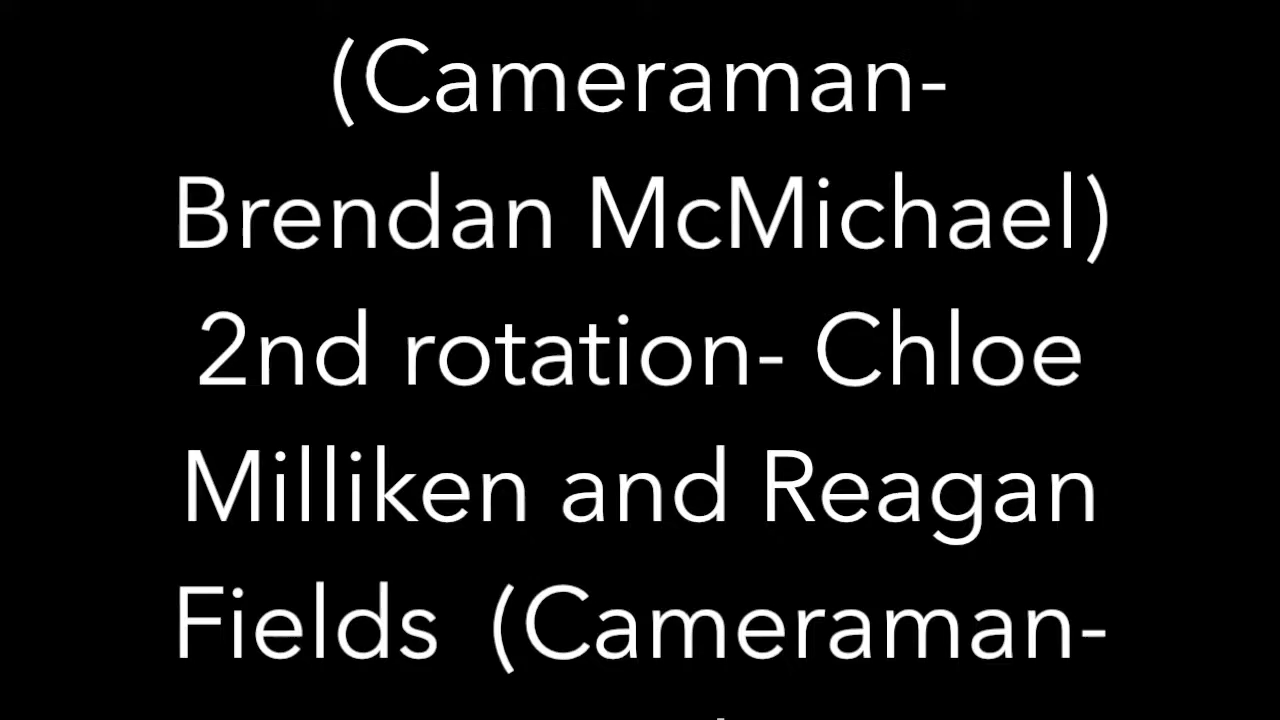 (Cameraman-
Brendan McMichael)
2nd rotation- Chloe
Milliken and Reagan
Fields (Cameraman-